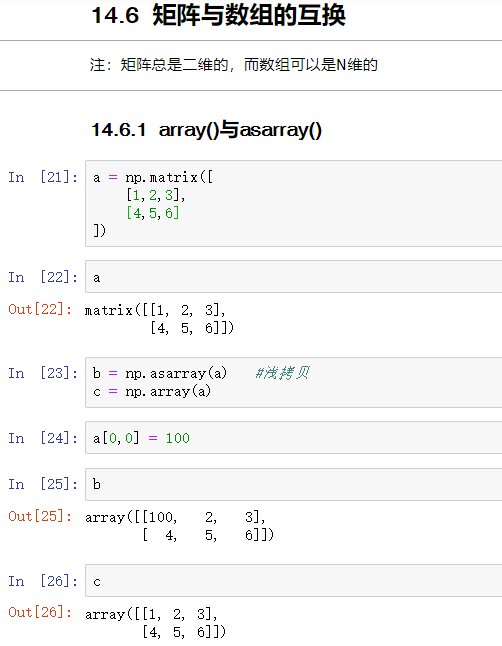 14.6 矩阵与数组的互换
注：矩阵总是二维的，而数组可以是N维的
14.6.1 array()与asarray()
In [21]: a = np.matrix([
[1,2,3],
[4,5,6]
])
In [22]: a
Out[22]: matrix([[1, 2, 3],
[4, 5, 6]])
In [23]: b = np.asarray(a) #浅拷贝
c = np.array(a)
In [24]: a[0,0] = 100
In [25]: b
Out[25]: array([[100, 2, 3],
[ 4, 5, 6]])
In [26]: c
Out[26]: array([[1, 2, 3],
[4, 5, 6]])